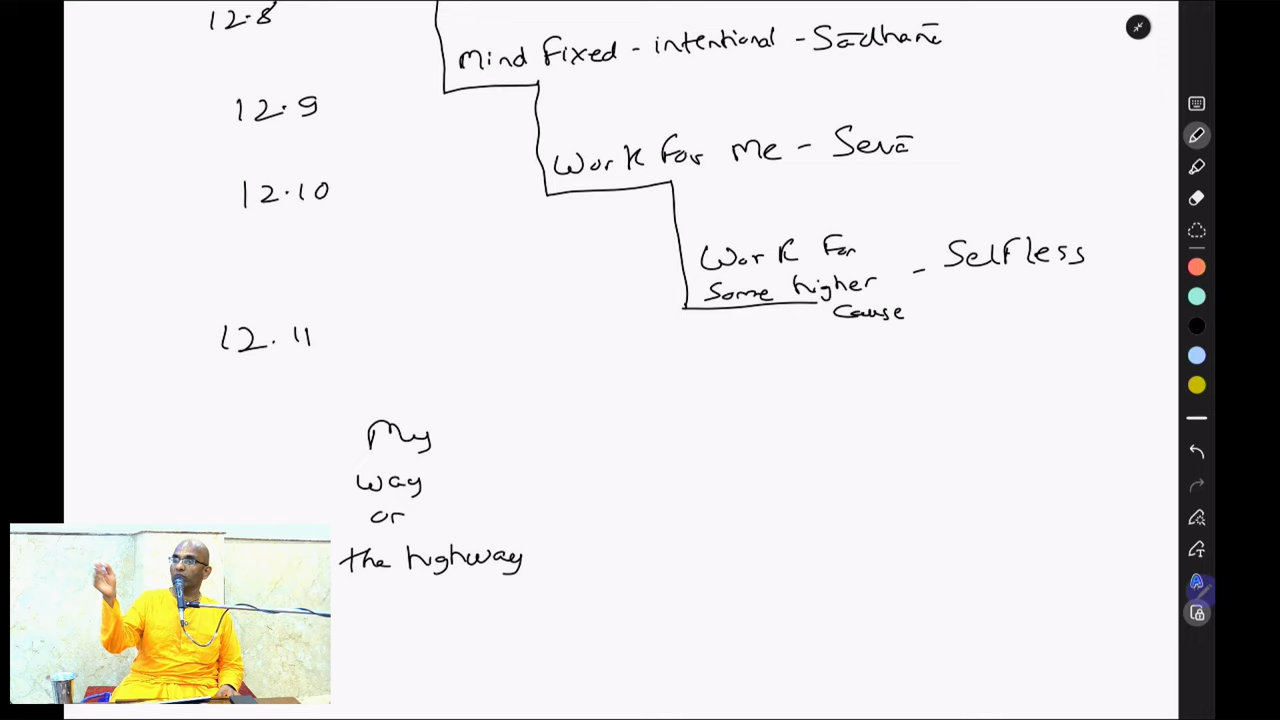 12.8
Mind fixed - intentional - Sādhanā
12.9
Work for Me - Sevā
12.10
Work for
some higher - Selfless
cause
12.11
My
way
or
the highway